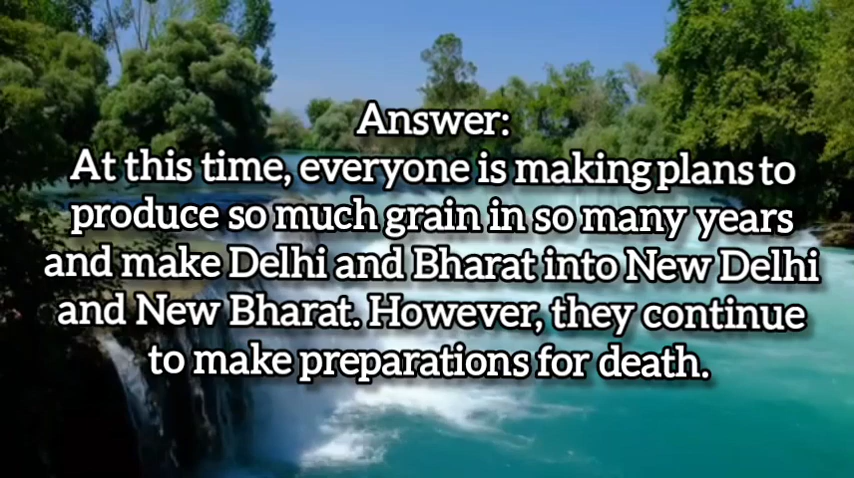 Answer:
At this time, everyone is making plans to
produce so much grain in so many years
and make Delhi and Bharat into New Delhi
and New Bharat. However, they continue
to make preparations for death.